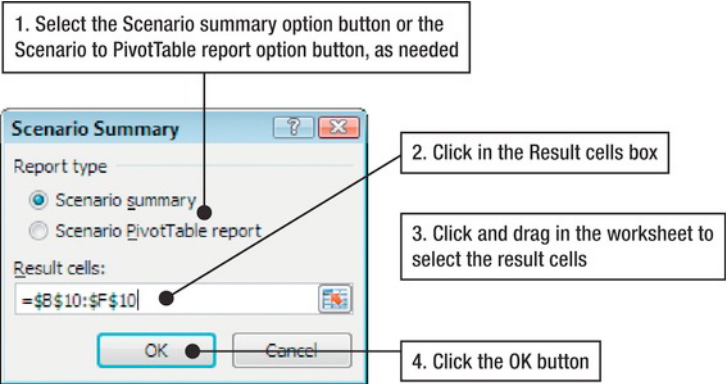 1. Select the Scenario summary option button or the
Scenario to PivotTable report option button, as needed
Scenario Summary
?
Report type
Scenario summary
Scenario PivotTable report
Result cells:
=$B$10:$F$10
OK
Cancel
2. Click in the Result cells box
3. Click and drag in the worksheet to
select the result cells
4. Click the OK button